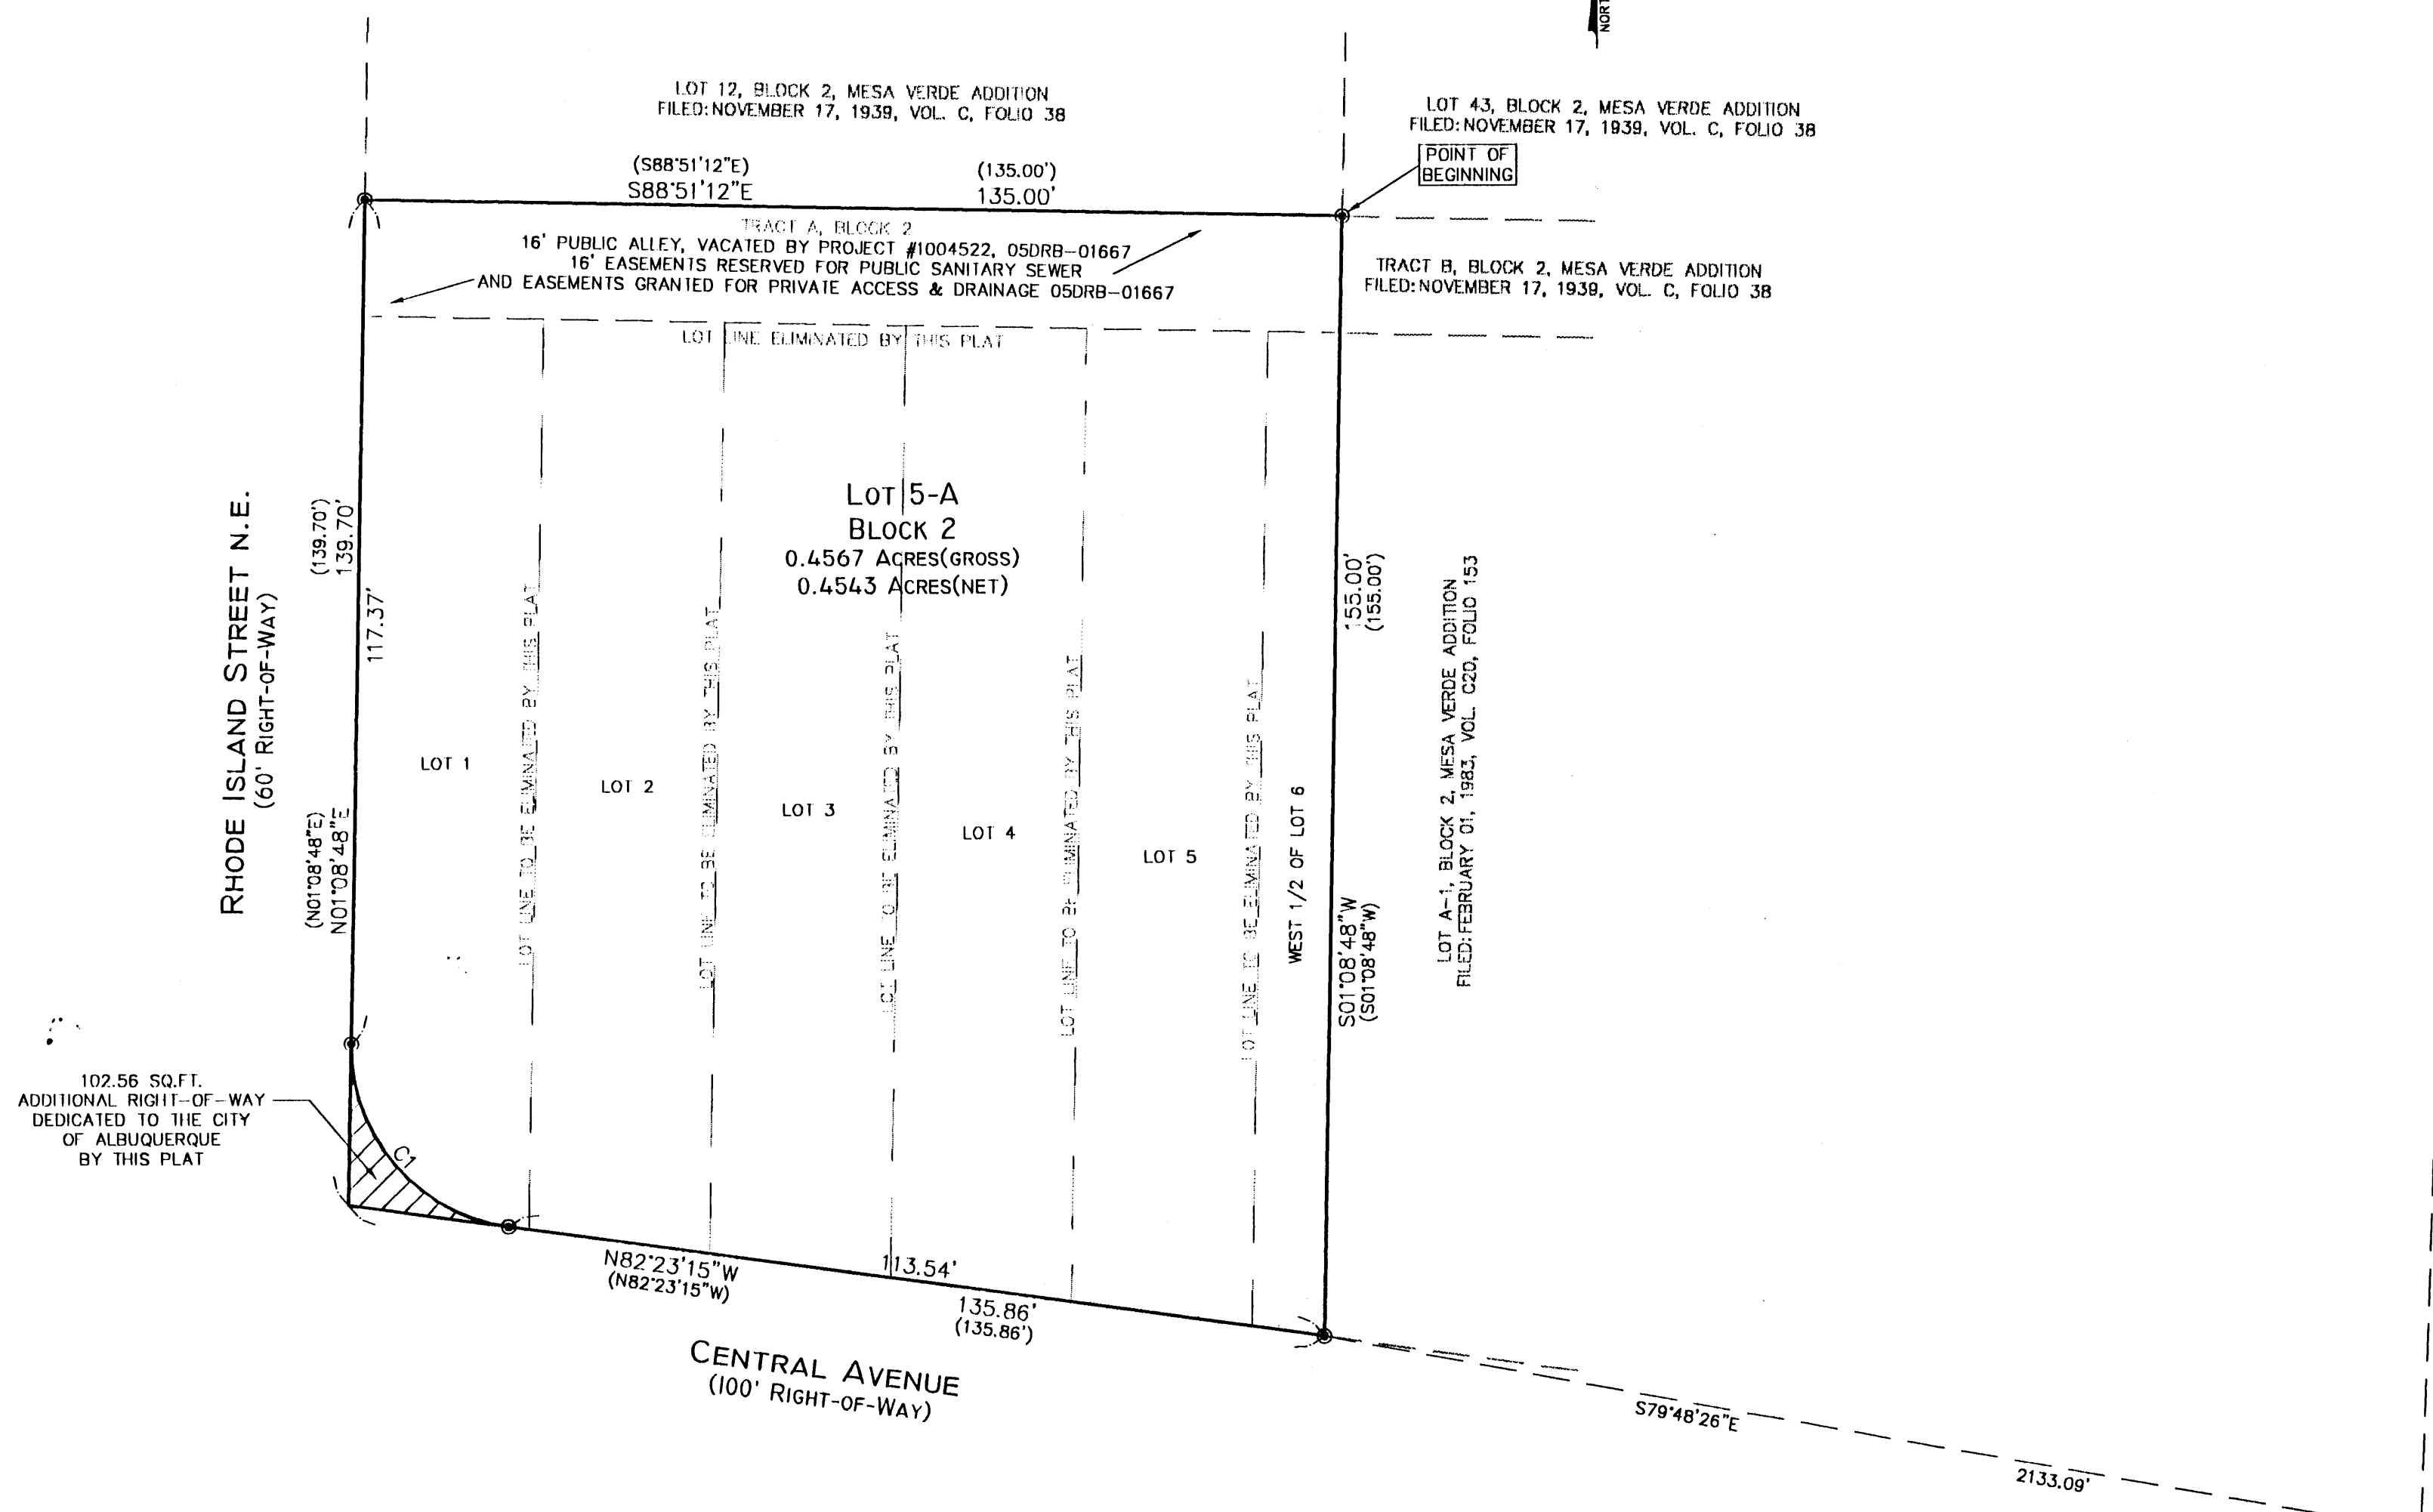 NORT
LOT 12, BLOCK 2, MESA VERDE ADDITION
FILED: NOVEMBER 17, 1939, VOL. C, FOLIO 38
LOT 43, BLOCK 2, MESA VERDE ADDITION
FILED: NOVEMBER 17, 1939, VOL. C, FOLIO 38
POINT OF
BEGINNING
(S88°51'12"E) (135.00')
S88°51'12"E 135.00'
TRACT A, BLOCK 2
16' PUBLIC ALLEY, VACATED BY PROJECT #1004522, 05DRB-01667
16' EASEMENTS RESERVED FOR PUBLIC SANITARY SEWER
AND EASEMENTS GRANTED FOR PRIVATE ACCESS & DRAINAGE 05DRB-01667
TRACT B, BLOCK 2, MESA VERDE ADDITION
FILED: NOVEMBER 17, 1939, VOL. C, FOLIO 38
LOT LINE ELIMINATED BY THIS PLAT
LOT 5-A
BLOCK 2
0.4567 ACRES(GROSS)
0.4543 ACRES(NET)
RHODE ISLAND STREET N.E.
(60' RIGHT-OF-WAY)
(139.70')
139.70'
117.37'
(N01°08'48"E)
N01°08'48"E
LOT 1
LOT LINE TO BE ELIMINATED BY THIS PLAT
LOT 2
LOT LINE TO BE ELIMINATED BY THIS PLAT
LOT 3
LOT LINE TO BE ELIMINATED BY THIS PLAT
LOT 4
LOT LINE TO BE ELIMINATED BY THIS PLAT
LOT 5
LOT LINE TO BE ELIMINATED BY THIS PLAT
WEST 1/2 OF LOT 6
155.00'
(155.00')
S01°08'48"W
(S01°08'48"W)
LOT A-1, BLOCK 2, MESA VERDE ADDITION
FILED: FEBRUARY 01, 1983, VOL. C20, FOLIO 153
102.56 SQ.FT.
ADDITIONAL RIGHT-OF-WAY
DEDICATED TO THE CITY
OF ALBUQUERQUE
BY THIS PLAT
C1
N82°23'15"W
(N82°23'15"W)
113.54'
135.86'
(135.86')
CENTRAL AVENUE
(100' RIGHT-OF-WAY)
S79°48'26"E
2133.09'